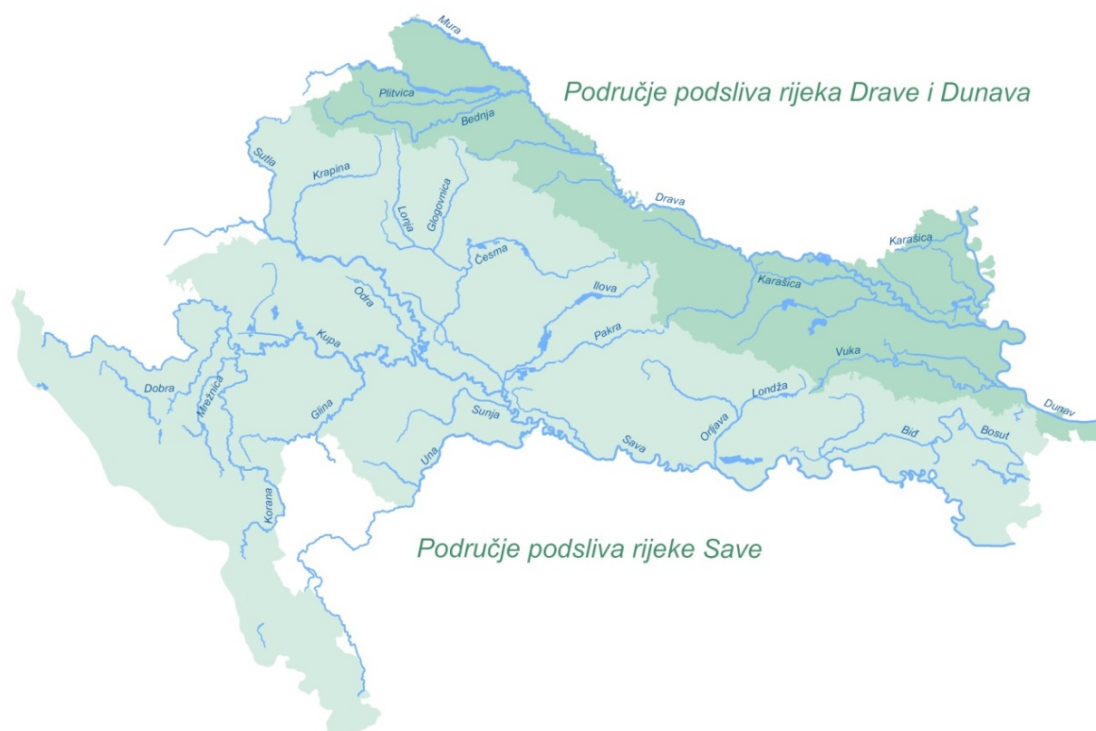 Mura
Područje podsliva rijeka Drave i Dunava
Plitvica
Bednja
Sutla
Krapina
Lonja
Glogovnica
Drava
Karašica
Česma
Ilova
Karašica
Odra
Pakra
Kupa
Vuka
Dobra
Mrežnica
Londža
Glina
Sunja
Orljava
Dunav
Una
Sava
Biđ
Bosut
Korana
Područje podsliva rijeke Save